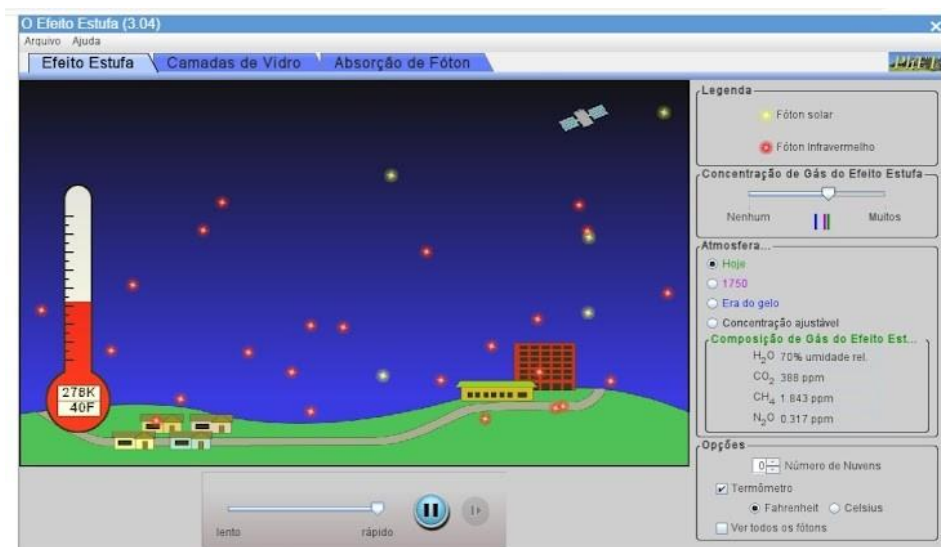 O Efeito Estufa (3.04)
Arquivo Ajuda
Efeito Estufa Camadas de Vidro Absorção de Fóton
Legenda
Fóton solar
Fóton Infravermelho
Concentração de Gás do Efeito Estufa
Nenhum Muitos
Atmosfera...
Hoje
1750
Era do gelo
Concentração ajustável
Composição de Gás do Efeito Est...
H₂O 70% umidade rel.
CO₂ 388 ppm
CH₄ 1.843 ppm
N₂O 0.317 ppm
Opções
0 Número de Nuvens
Termômetro
Fahrenheit Celsius
Ver todos os fótons
278K
40F
lento rápido